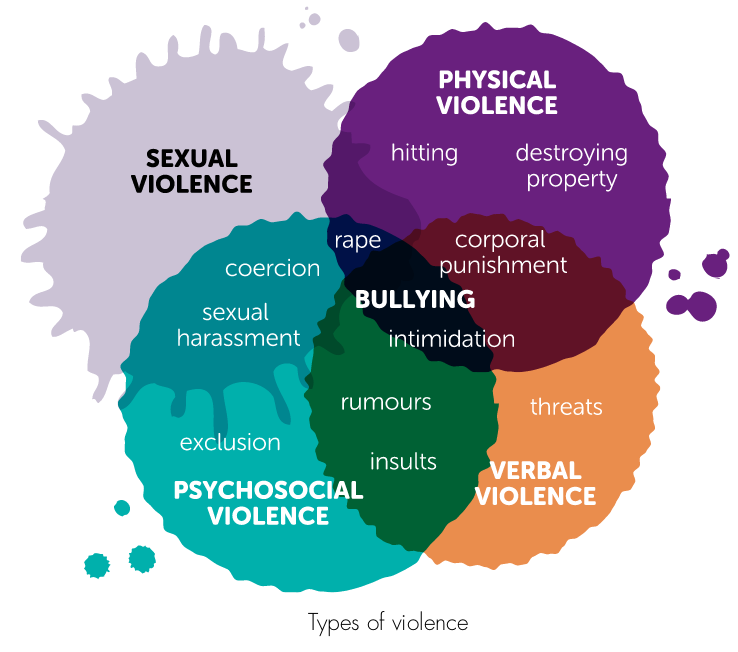 PHYSICAL
VIOLENCE
hitting
destroying
property
SEXUAL
VIOLENCE
rape
corporal
punishment
coercion
BULLYING
sexual
harassment
intimidation
rumours
threats
exclusion
insults
VERBAL
VIOLENCE
PSYCHOSOCIAL
VIOLENCE
Types of violence